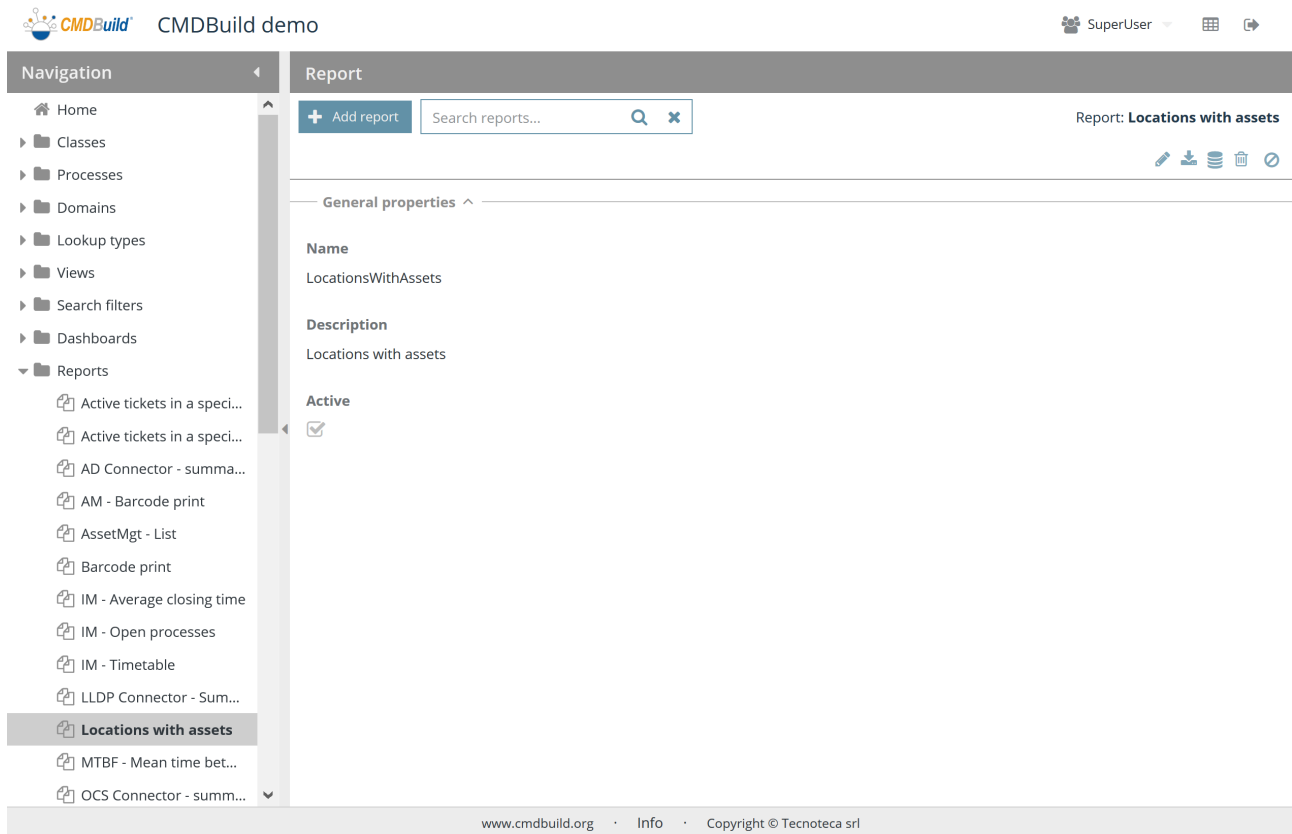 CMDBuild CMDBuild demo SuperUser
Navigation
Report
Home
Classes
Processes
Domains
Lookup types
Views
Search filters
Dashboards
Reports
Active tickets in a speci...
Active tickets in a speci...
AD Connector - summa...
AM - Barcode print
AssetMgt - List
Barcode print
IM - Average closing time
IM - Open processes
IM - Timetable
LLDP Connector - Sum...
Locations with assets
MTBF - Mean time bet...
OCS Connector - summ...
Add report Search reports... Report: Locations with assets
General properties
Name
LocationsWithAssets
Description
Locations with assets
Active
www.cmdbuild.org · Info · Copyright © Tecnoteca srl